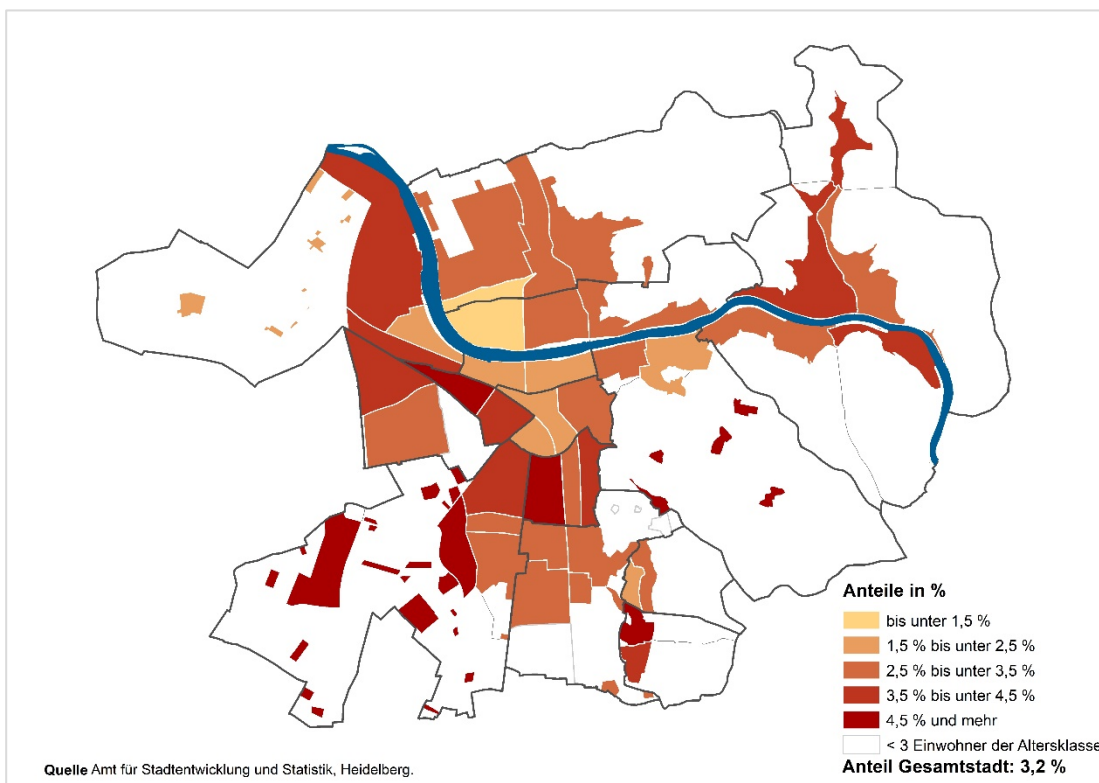 Anteile in %
bis unter 1,5 %
1,5 % bis unter 2,5 %
2,5 % bis unter 3,5 %
3,5 % bis unter 4,5 %
4,5 % und mehr
< 3 Einwohner der Altersklasse
Anteil Gesamtstadt: 3,2 %
Quelle Amt für Stadtentwicklung und Statistik, Heidelberg.